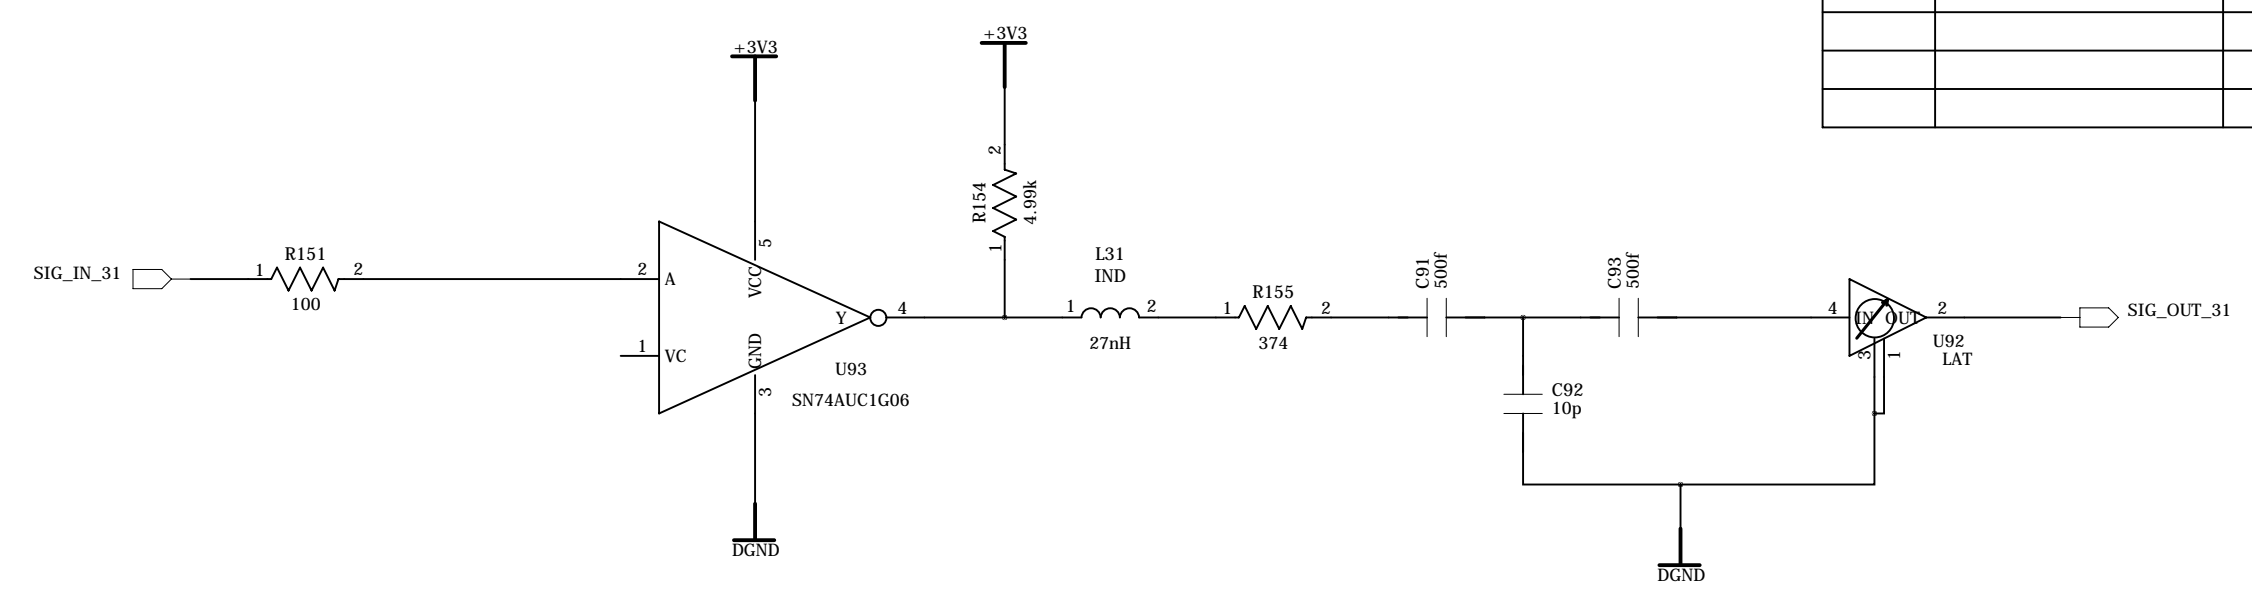 +3V3
+3V3
2
R154
4.99k
1
SIG_IN_31
1
R151
2
100
2
A
5
VCC
Y
4
1
VC
GND
3
U93
SN74AUC1G06
DGND
L31
IND
1
2
27nH
R155
1
2
374
C91
500f
C93
500f
C92
10p
4
IN
OUT
2
3
1
U92
LAT
SIG_OUT_31
DGND